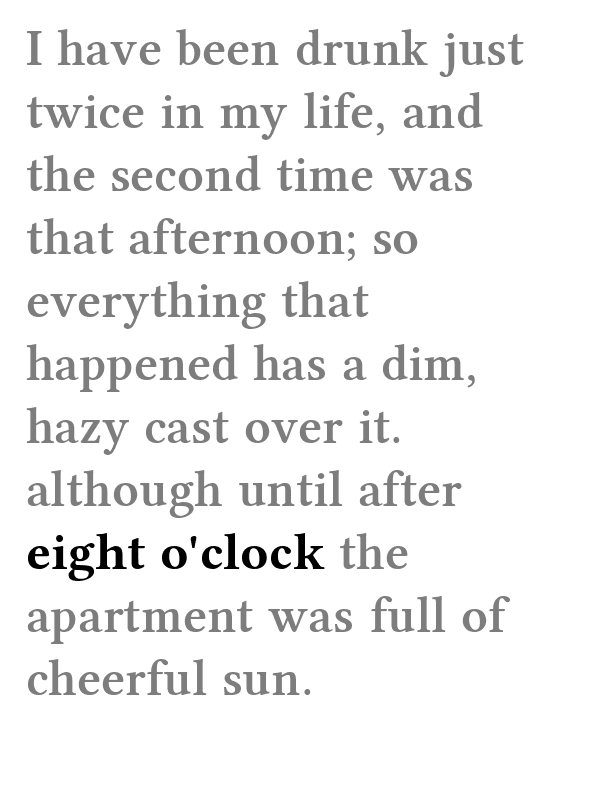 I have been drunk just
twice in my life, and
the second time was
that afternoon; so
everything that
happened has a dim,
hazy cast over it.
although until after
eight o'clock the
apartment was full of
cheerful sun.